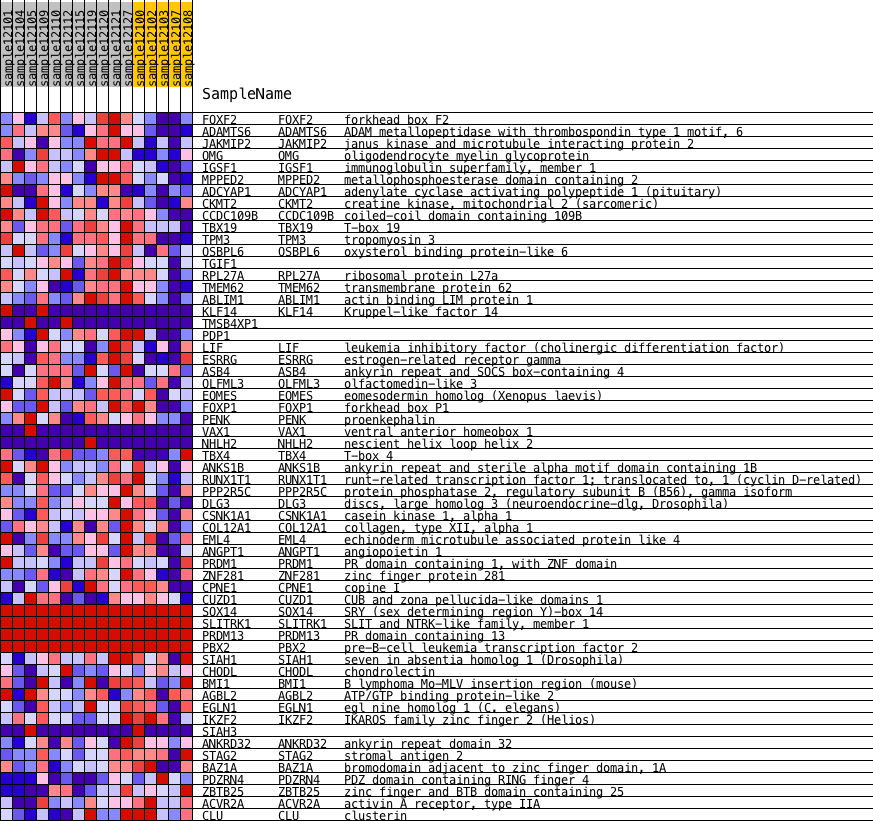 sample12101
sample12104
sample12105
sample12109
sample12110
sample12112
sample12115
sample12119
sample12120
sample12121
sample12127
sample12100
sample12102
sample12103
sample12107
sample12108
SampleName
FOXF2 FOXF2 forkhead box F2
ADAMTS6 ADAMTS6 ADAM metallopeptidase with thrombospondin type 1 motif, 6
JAKMIP2 JAKMIP2 janus kinase and microtubule interacting protein 2
OMG OMG oligodendrocyte myelin glycoprotein
IGSF1 IGSF1 immunoglobulin superfamily, member 1
MPPED2 MPPED2 metallophosphoesterase domain containing 2
ADCYAP1 ADCYAP1 adenylate cyclase activating polypeptide 1 (pituitary)
CKMT2 CKMT2 creatine kinase, mitochondrial 2 (sarcomeric)
CCDC109B CCDC109B coiled-coil domain containing 109B
TBX19 TBX19 T-box 19
TPM3 TPM3 tropomyosin 3
OSBPL6 OSBPL6 oxysterol binding protein-like 6
TGIF1
RPL27A RPL27A ribosomal protein L27a
TMEM62 TMEM62 transmembrane protein 62
ABLIM1 ABLIM1 actin binding LIM protein 1
KLF14 KLF14 Kruppel-like factor 14
TMSB4XP1
PDP1
LIF LIF leukemia inhibitory factor (cholinergic differentiation factor)
ESRRG ESRRG estrogen-related receptor gamma
ASB4 ASB4 ankyrin repeat and SOCS box-containing 4
OLFML3 OLFML3 olfactomedin-like 3
EOMES EOMES eomesodermin homolog (Xenopus laevis)
FOXP1 FOXP1 forkhead box P1
PENK PENK proenkephalin
VAX1 VAX1 ventral anterior homeobox 1
NHLH2 NHLH2 nescient helix loop helix 2
TBX4 TBX4 T-box 4
ANKS1B ANKS1B ankyrin repeat and sterile alpha motif domain containing 1B
RUNX1T1 RUNX1T1 runt-related transcription factor 1; translocated to, 1 (cyclin D-related)
PPP2R5C PPP2R5C protein phosphatase 2, regulatory subunit B (B56), gamma isoform
DLG3 DLG3 discs, large homolog 3 (neuroendocrine-dlg, Drosophila)
CSNK1A1 CSNK1A1 casein kinase 1, alpha 1
COL12A1 COL12A1 collagen, type XII, alpha 1
EML4 EML4 echinoderm microtubule associated protein like 4
ANGPT1 ANGPT1 angiopoietin 1
PRDM1 PRDM1 PR domain containing 1, with ZNF domain
ZNF281 ZNF281 zinc finger protein 281
CPNE1 CPNE1 copine I
CUZD1 CUZD1 CUB and zona pellucida-like domains 1
SOX14 SOX14 SRY (sex determining region Y)-box 14
SLITRK1 SLITRK1 SLIT and NTRK-like family, member 1
PRDM13 PRDM13 PR domain containing 13
PBX2 PBX2 pre-B-cell leukemia transcription factor 2
SIAH1 SIAH1 seven in absentia homolog 1 (Drosophila)
CHODL CHODL chondrolectin
BMI1 BMI1 B lymphoma Mo-MLV insertion region (mouse)
AGBL2 AGBL2 ATP/GTP binding protein-like 2
EGLN1 EGLN1 egl nine homolog 1 (C. elegans)
IKZF2 IKZF2 IKAROS family zinc finger 2 (Helios)
SIAH3
ANKRD32 ANKRD32 ankyrin repeat domain 32
STAG2 STAG2 stromal antigen 2
BAZ1A BAZ1A bromodomain adjacent to zinc finger domain, 1A
PDZRN4 PDZRN4 PDZ domain containing RING finger 4
ZBTB25 ZBTB25 zinc finger and BTB domain containing 25
ACVR2A ACVR2A activin A receptor, type IIA
CLU CLU clusterin